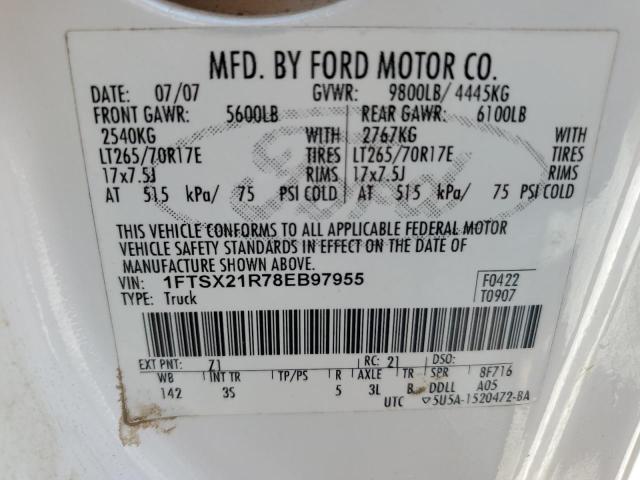 MFD. BY FORD MOTOR CO.
DATE: 07/07 GVWR: 9800LB/ 4445KG
FRONT GAWR: 5600LB REAR GAWR: 6100LB
2540KG WITH 2767KG WITH
LT265/70R17E TIRES LT265/70R17E TIRES
17x7.5J RIMS 17x7.5J RIMS
AT 515 kPa/ 75 PSI COLD AT 515 kPa/ 75 PSI COLD
THIS VEHICLE CONFORMS TO ALL APPLICABLE FEDERAL MOTOR
VEHICLE SAFETY STANDARDS IN EFFECT ON THE DATE OF
MANUFACTURE SHOWN ABOVE.
VIN: 1FTSX21R78EB97955 F0422
TYPE: Truck T0907
EXT PNT: Z1 RC: 21 DSO:
WB INT TR TP/PS R AXLE TR SPR 8F716
142 3S 5 3L B DDLL A05
UTC ▽5U5A-1520472-BA